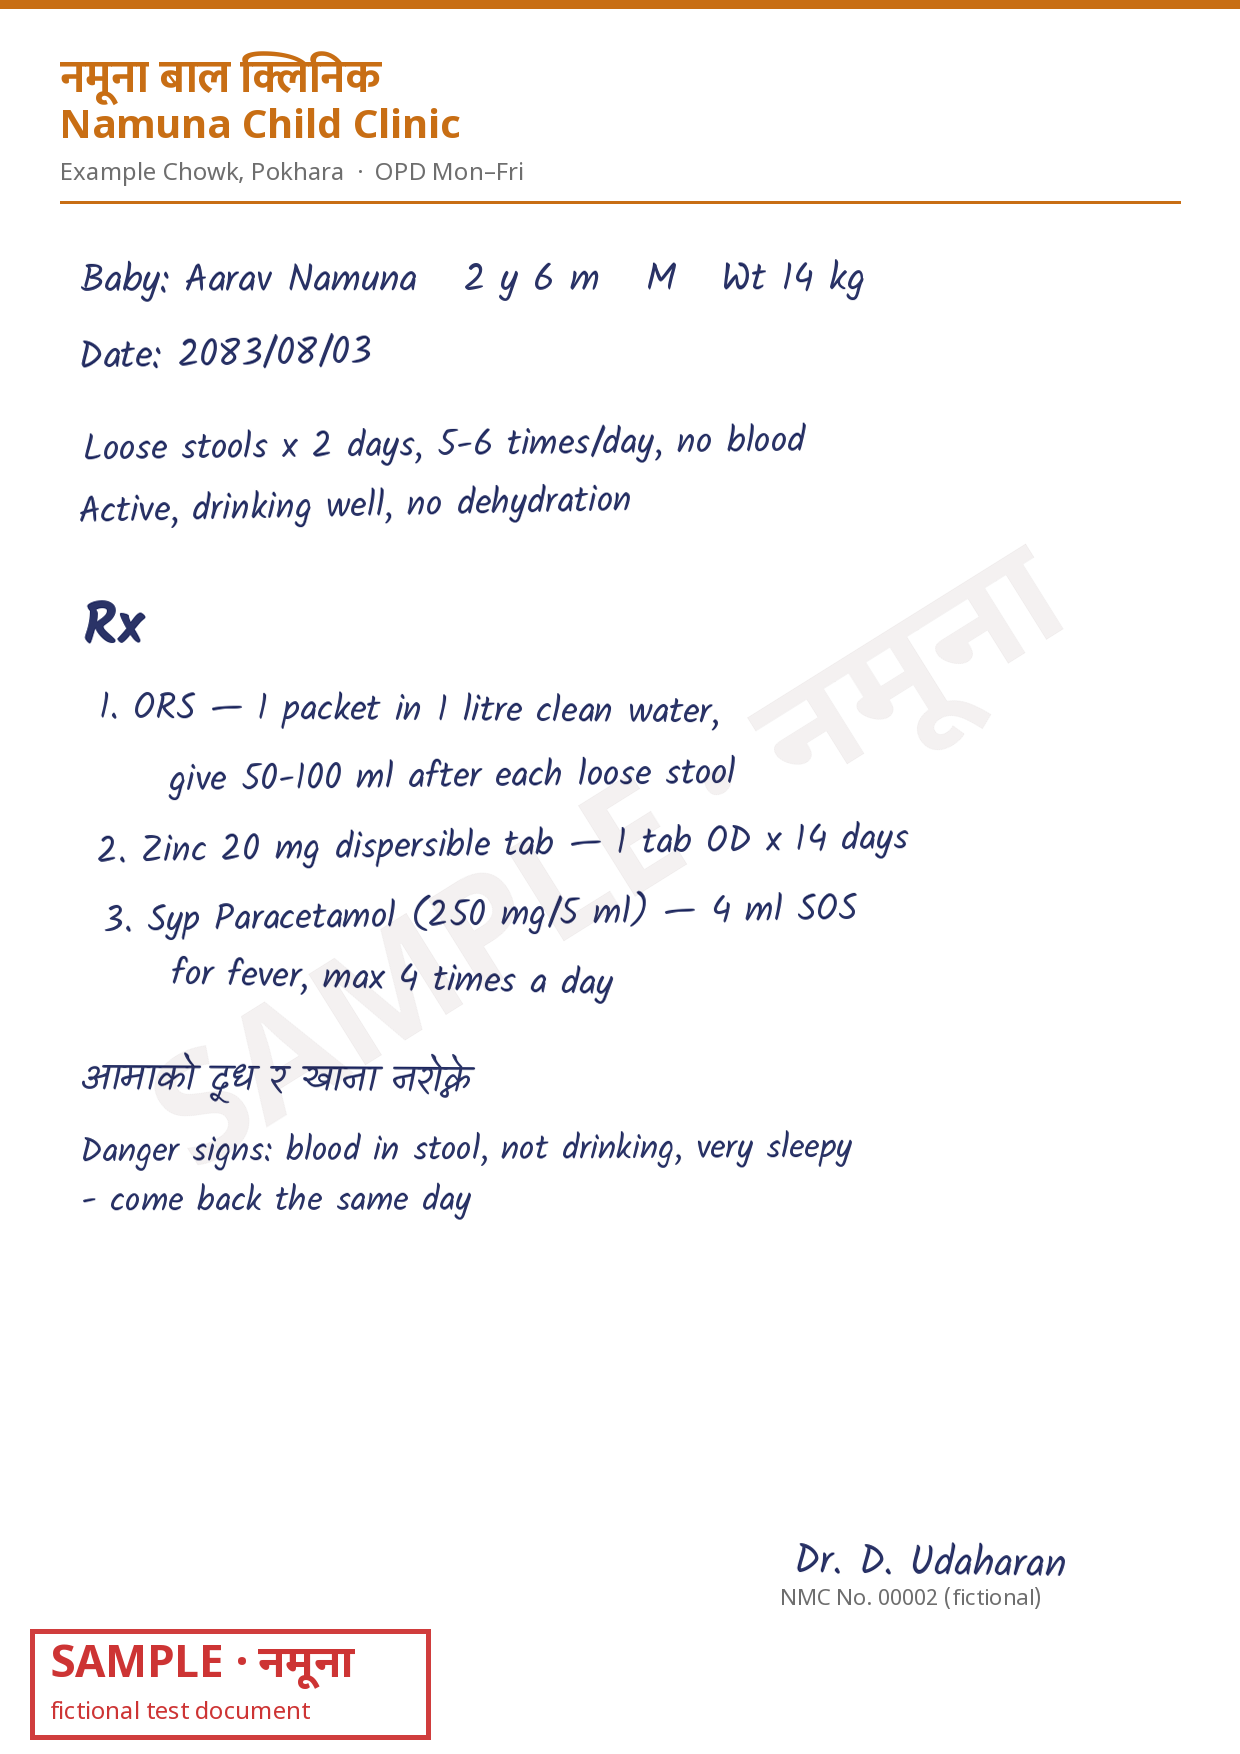 नमूना बाल क्लिनिक
Namuna Child Clinic
Example Chowk, Pokhara · OPD Mon–Fri
Baby: Aarav Namuna 2 y 6 m M Wt 14 kg
Date: 2083/08/03
Loose stools x 2 days, 5-6 times/day, no blood
Active, drinking well, no dehydration
Rx
1. ORS — 1 packet in 1 litre clean water,
give 50-100 ml after each loose stool
2. Zinc 20 mg dispersible tab — 1 tab OD x 14 days
3. Syp Paracetamol (250 mg/5 ml) — 4 ml SOS
for fever, max 4 times a day
आमाको दूध र खाना नरोक्ने
Danger signs: blood in stool, not drinking, very sleepy
- come back the same day
SAMPLE · नमूना
Dr. D. Udaharan
NMC No. 00002 (fictional)
SAMPLE · नमूना
fictional test document